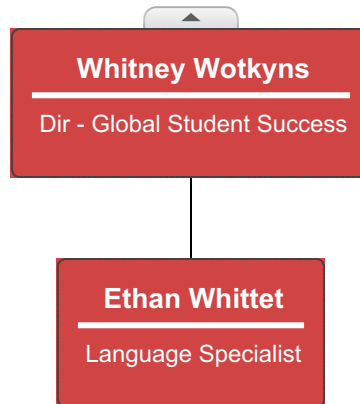 Whitney Wotkyns
Dir - Global Student Success
Ethan Whittet
Language Specialist